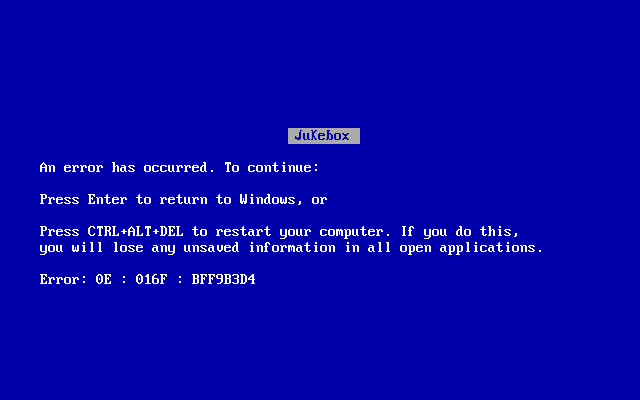 Jukebox
An error has occurred. To continue:
Press Enter to return to Windows, or
Press CTRL+ALT+DEL to restart your computer. If you do this,
you will lose any unsaved information in all open applications.
Error: 0E : 016F : BFF9B3D4